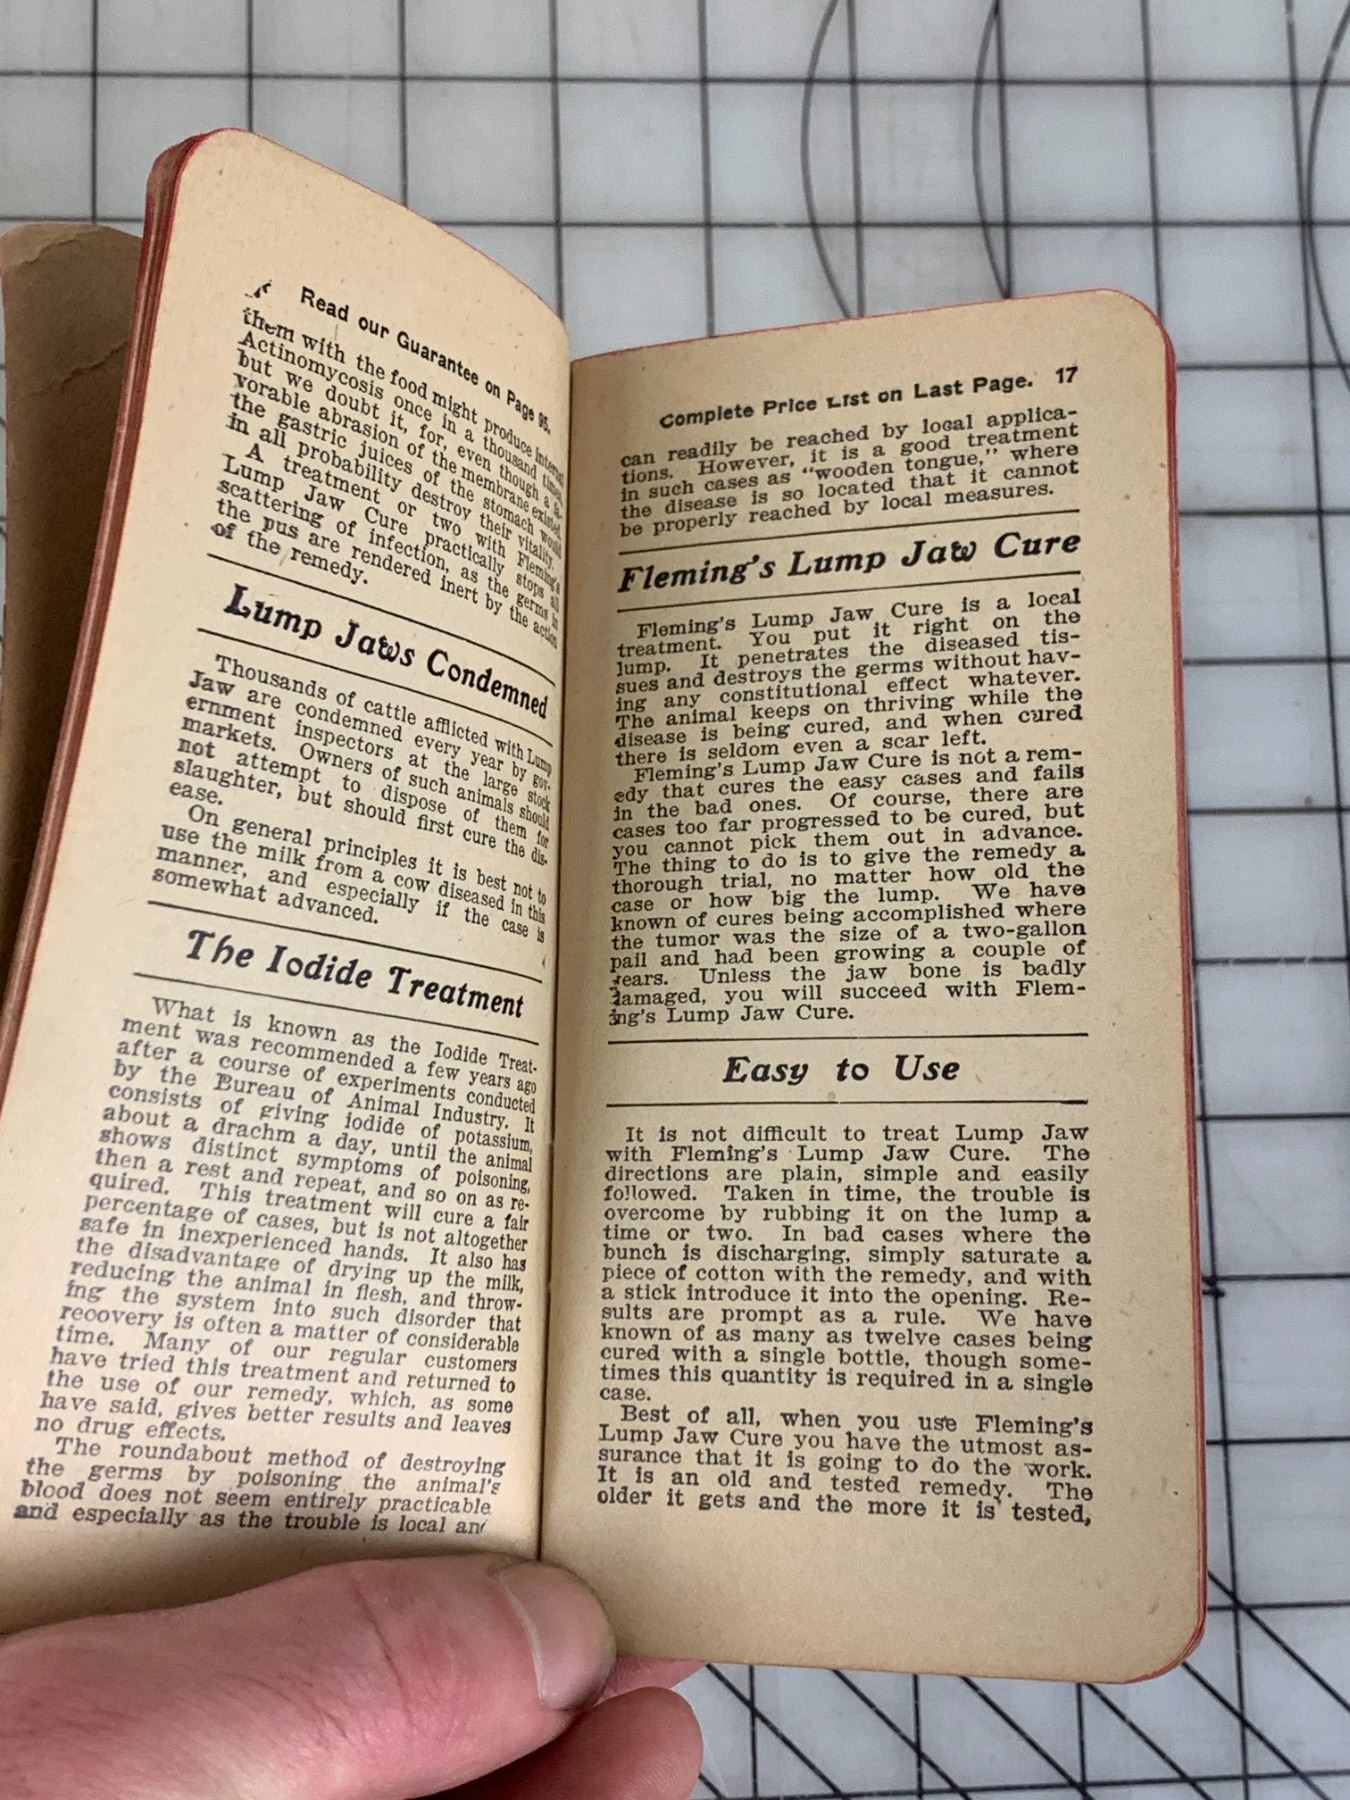 Read our Guarantee on Page 95.
them with the food might produce internal
Actinomycosis once in a thousand times,
but we doubt it, for, even though a fa-
vorable abrasion of the membrane existed,
the gastric juices of the stomach would
in all probability destroy their vitality.
A treatment or two with Fleming's
Lump Jaw Cure practically stops all
scattering of infection, as the germs in
the pus are rendered inert by the action
of the remedy.
Lump Jaws Condemned
Thousands of cattle afflicted with Lump
Jaw are condemned every year by gov-
ernment inspectors at the large stock
markets. Owners of such animals should
not attempt to dispose of them for
slaughter, but should first cure the dis-
ease.
On general principles it is best not to
use the milk from a cow diseased in this
manner, and especially if the case is
somewhat advanced.
The Iodide Treatment
What is known as the Iodide Treat-
ment was recommended a few years ago
after a course of experiments conducted
by the Bureau of Animal Industry. It
consists of giving iodide of potassium,
about a drachm a day, until the animal
shows distinct symptoms of poisoning,
then a rest and repeat, and so on as re-
quired. This treatment will cure a fair
percentage of cases, but is not altogether
safe in inexperienced hands. It also has
the disadvantage of drying up the milk,
reducing the animal in flesh, and throw-
ing the system into such disorder that
recovery is often a matter of considerable
time. Many of our regular customers
have tried this treatment and returned to
the use of our remedy, which, as some
have said, gives better results and leaves
no drug effects.
The roundabout method of destroying
the germs by poisoning the animal's
blood does not seem entirely practicable
and especially as the trouble is local and
Complete Price List on Last Page. 17
can readily be reached by local applica-
tions. However, it is a good treatment
in such cases as "wooden tongue," where
the disease is so located that it cannot
be properly reached by local measures.
Fleming's Lump Jaw Cure
Fleming's Lump Jaw Cure is a local
treatment. You put it right on the
lump. It penetrates the diseased tis-
sues and destroys the germs without hav-
ing any constitutional effect whatever.
The animal keeps on thriving while the
disease is being cured, and when cured
there is seldom even a scar left.
Fleming's Lump Jaw Cure is not a rem-
edy that cures the easy cases and fails
in the bad ones. Of course, there are
cases too far progressed to be cured, but
you cannot pick them out in advance.
The thing to do is to give the remedy a
thorough trial, no matter how old the
case or how big the lump. We have
known of cures being accomplished where
the tumor was the size of a two-gallon
pail and had been growing a couple of
years. Unless the jaw bone is badly
damaged, you will succeed with Flem-
ing's Lump Jaw Cure.
Easy to Use
It is not difficult to treat Lump Jaw
with Fleming's Lump Jaw Cure. The
directions are plain, simple and easily
followed. Taken in time, the trouble is
overcome by rubbing it on the lump a
time or two. In bad cases where the
bunch is discharging, simply saturate a
piece of cotton with the remedy, and with
a stick introduce it into the opening. Re-
sults are prompt as a rule. We have
known of as many as twelve cases being
cured with a single bottle, though some-
times this quantity is required in a single
case.
Best of all, when you use Fleming's
Lump Jaw Cure you have the utmost as-
surance that it is going to do the work.
It is an old and tested remedy. The
older it gets and the more it is tested,